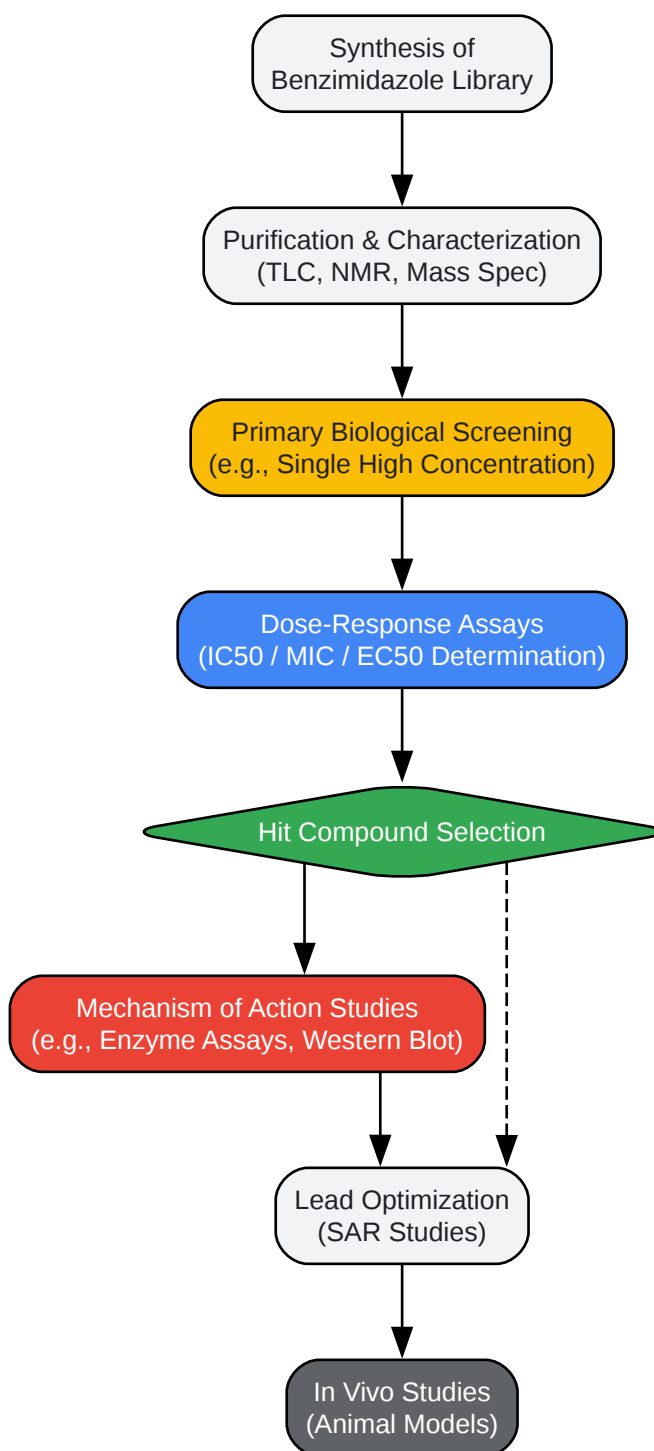 Synthesis of
Benzimidazole Library
Purification & Characterization
(TLC, NMR, Mass Spec)
Primary Biological Screening
(e.g., Single High Concentration)
Dose-Response Assays
(IC50 / MIC / EC50 Determination)
Hit Compound Selection
Mechanism of Action Studies
(e.g., Enzyme Assays, Western Blot)
Lead Optimization
(SAR Studies)
In Vivo Studies
(Animal Models)